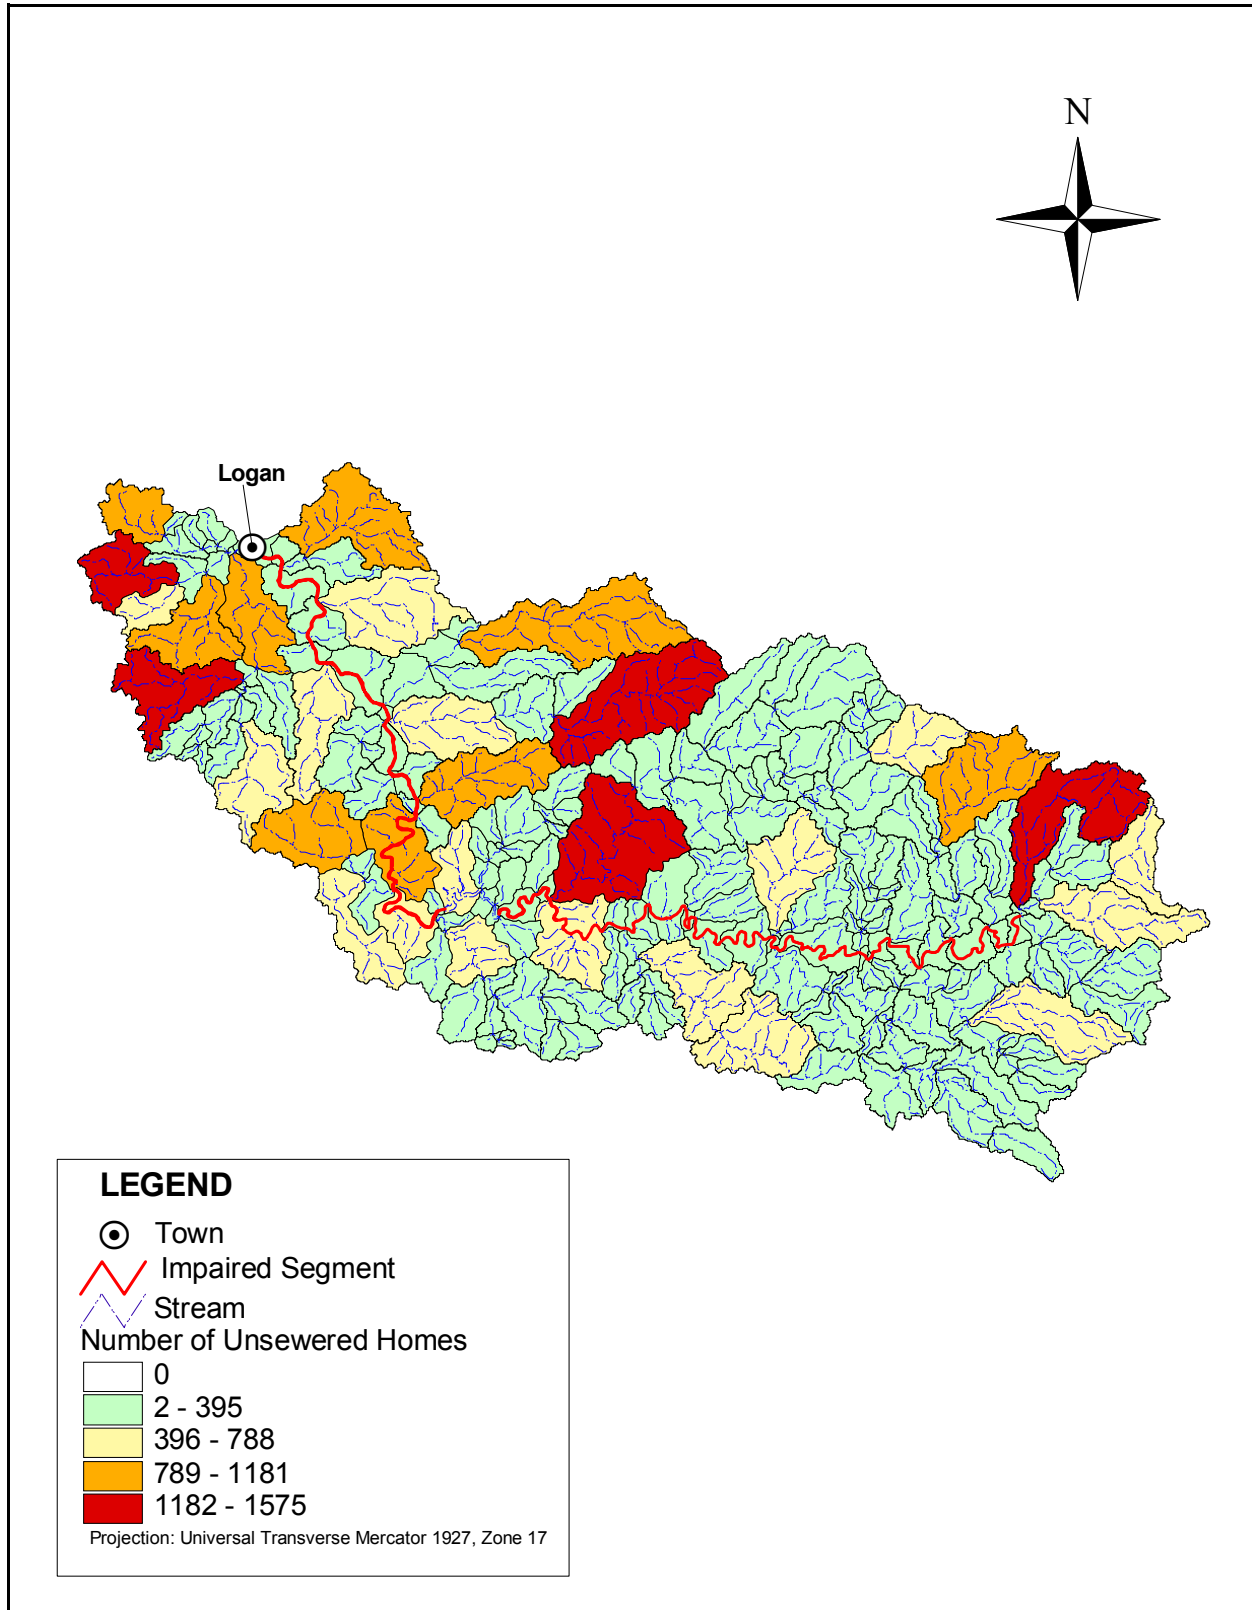 N
Logan
LEGEND
Town
Impaired Segment
Stream
Number of Unsewered Homes
0
2 - 395
396 - 788
789 - 1181
1182 - 1575
Projection: Universal Transverse Mercator 1927, Zone 17